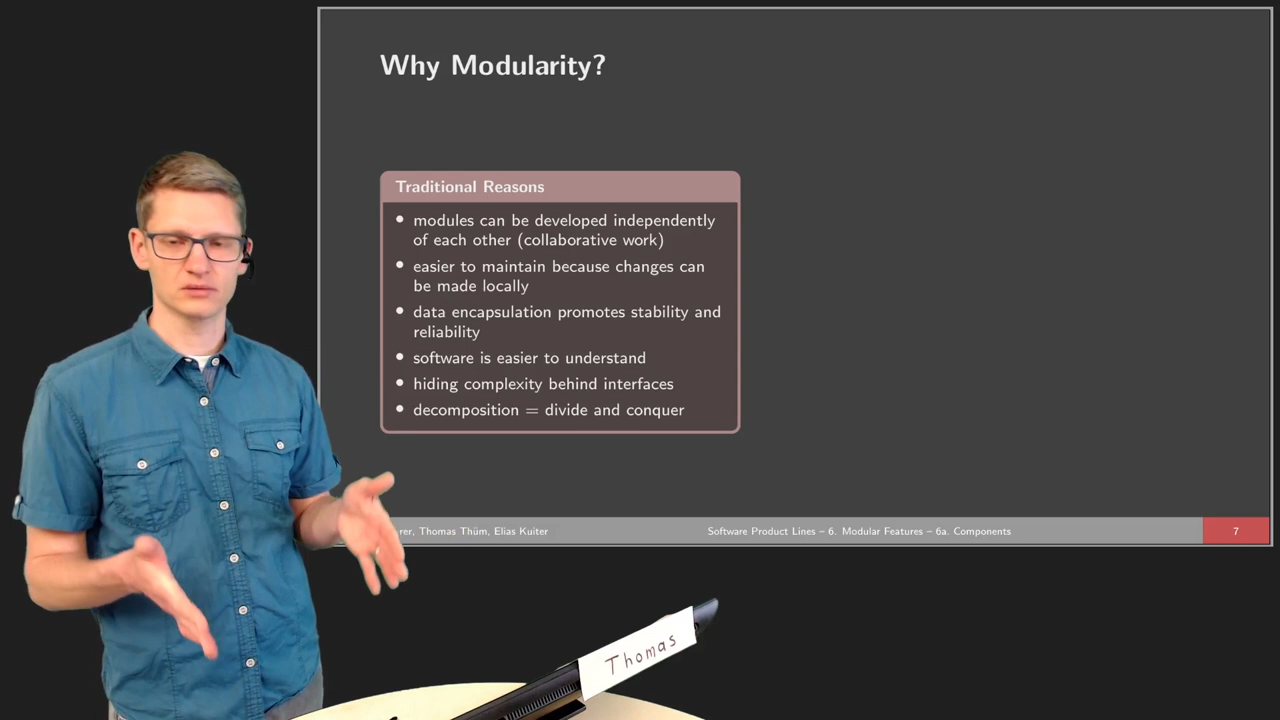 Why Modularity?
Traditional Reasons
• modules can be developed independently
of each other (collaborative work)
• easier to maintain because changes can
be made locally
• data encapsulation promotes stability and
reliability
• software is easier to understand
• hiding complexity behind interfaces
• decomposition = divide and conquer
Thomas Thüm, Elias Kuiter
Software Product Lines – 6. Modular Features – 6a. Components
7
Thomas